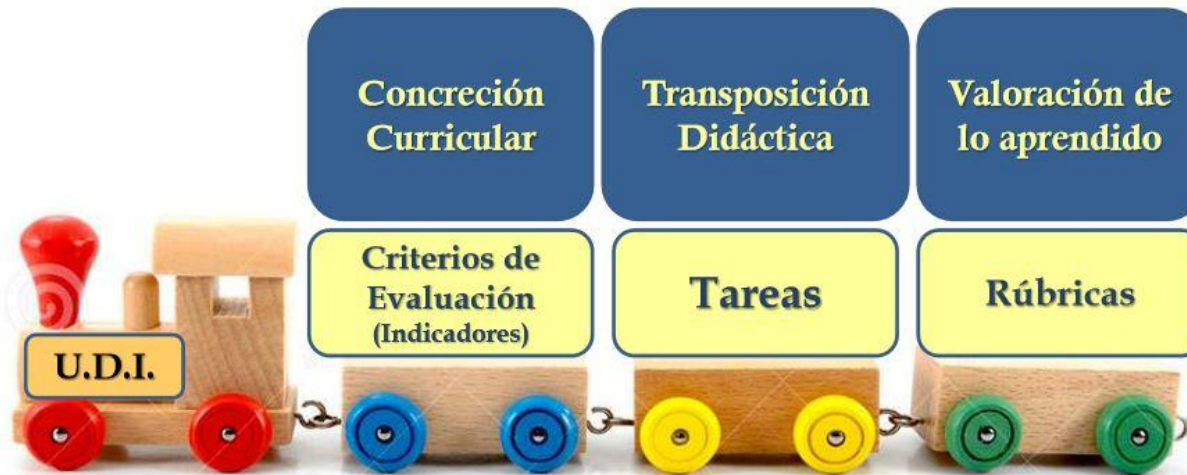 Concreción
Curricular
Transposición
Didáctica
Valoración de
lo aprendido
Criterios de
Evaluación
(Indicadores)
Tareas
Rúbricas
U.D.I.